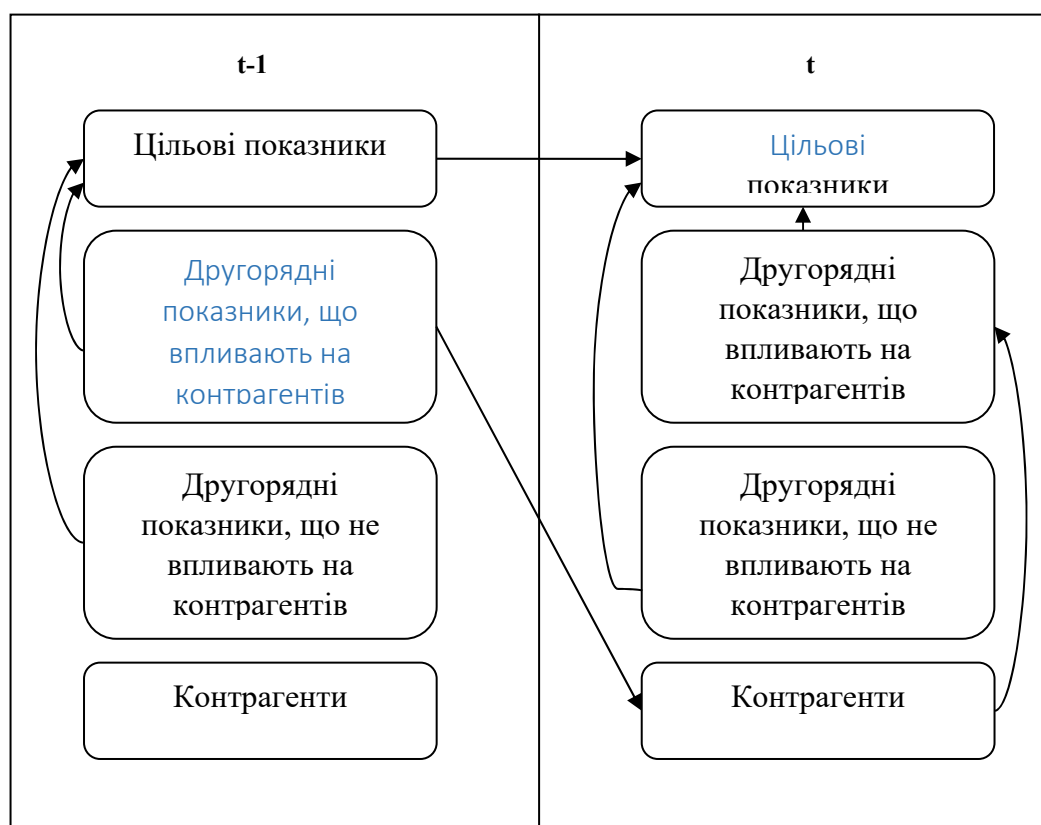 t-1
Цільові показники
Другорядні
показники, що
впливають на
контрагентів
Другорядні
показники, що не
впливають на
контрагентів
Контрагенти
t
Цільові
показники
Другорядні
показники, що
впливають на
контрагентів
Другорядні
показники, що не
впливають на
контрагентів
Контрагенти